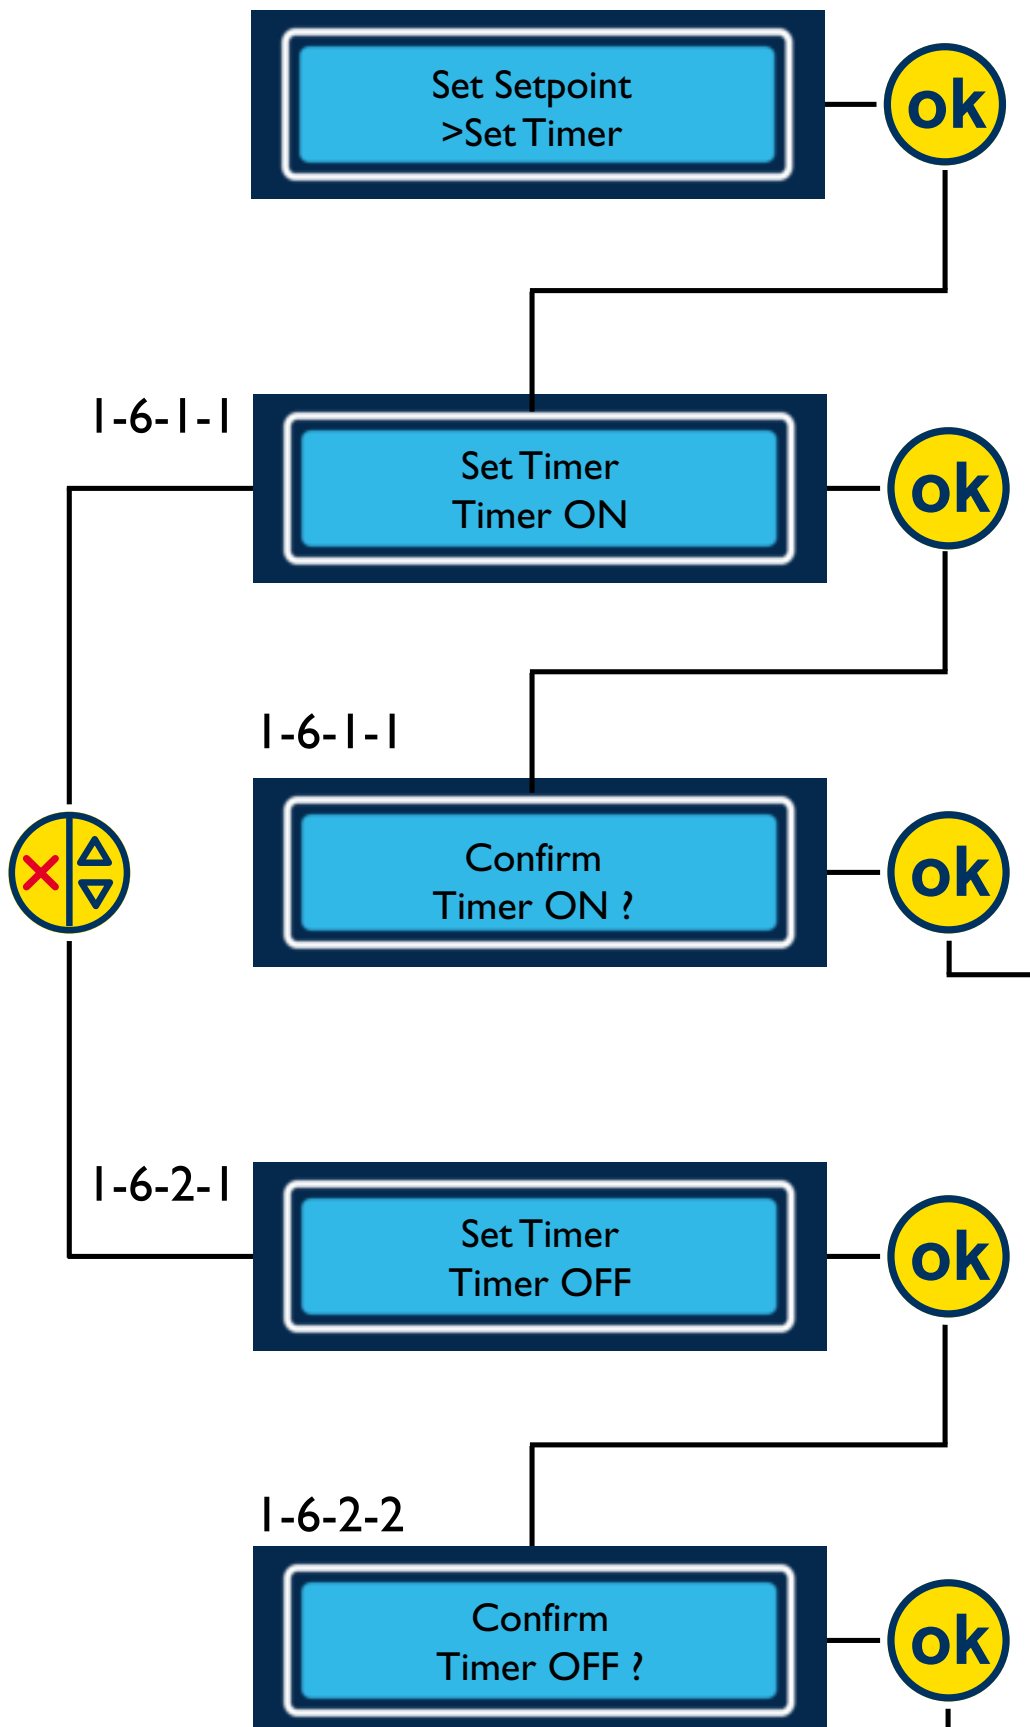 Set Setpoint
>Set Timer
ok
1-6-1-1
Set Timer
Timer ON
ok
1-6-1-1
Confirm
Timer ON ?
ok
1-6-2-1
Set Timer
Timer OFF
ok
1-6-2-2
Confirm
Timer OFF ?
ok